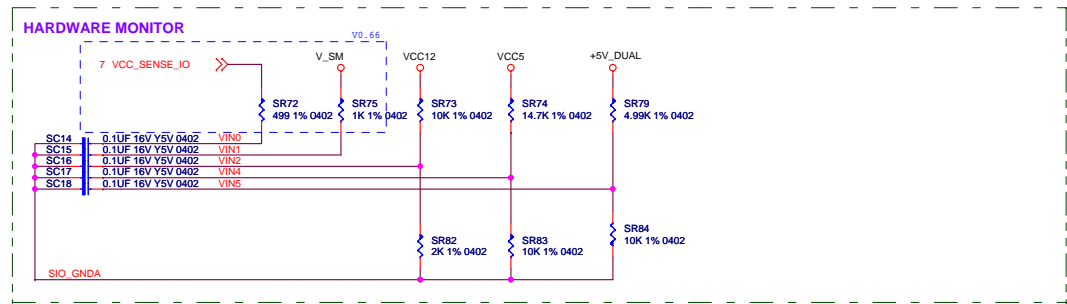 HARDWARE MONITOR
V0.66
7 VCC_SENSE_IO
V_SM
VCC12
VCC5
+5V_DUAL
SR72
499 1% 0402
SR75
1K 1% 0402
SR73
10K 1% 0402
SR74
14.7K 1% 0402
SR79
4.99K 1% 0402
SC14 0.1UF 16V Y5V 0402 VIN0
SC15 0.1UF 16V Y5V 0402 VIN1
SC16 0.1UF 16V Y5V 0402 VIN2
SC17 0.1UF 16V Y5V 0402 VIN4
SC18 0.1UF 16V Y5V 0402 VIN5
SR82
2K 1% 0402
SR83
10K 1% 0402
SR84
10K 1% 0402
SIO_GNDA